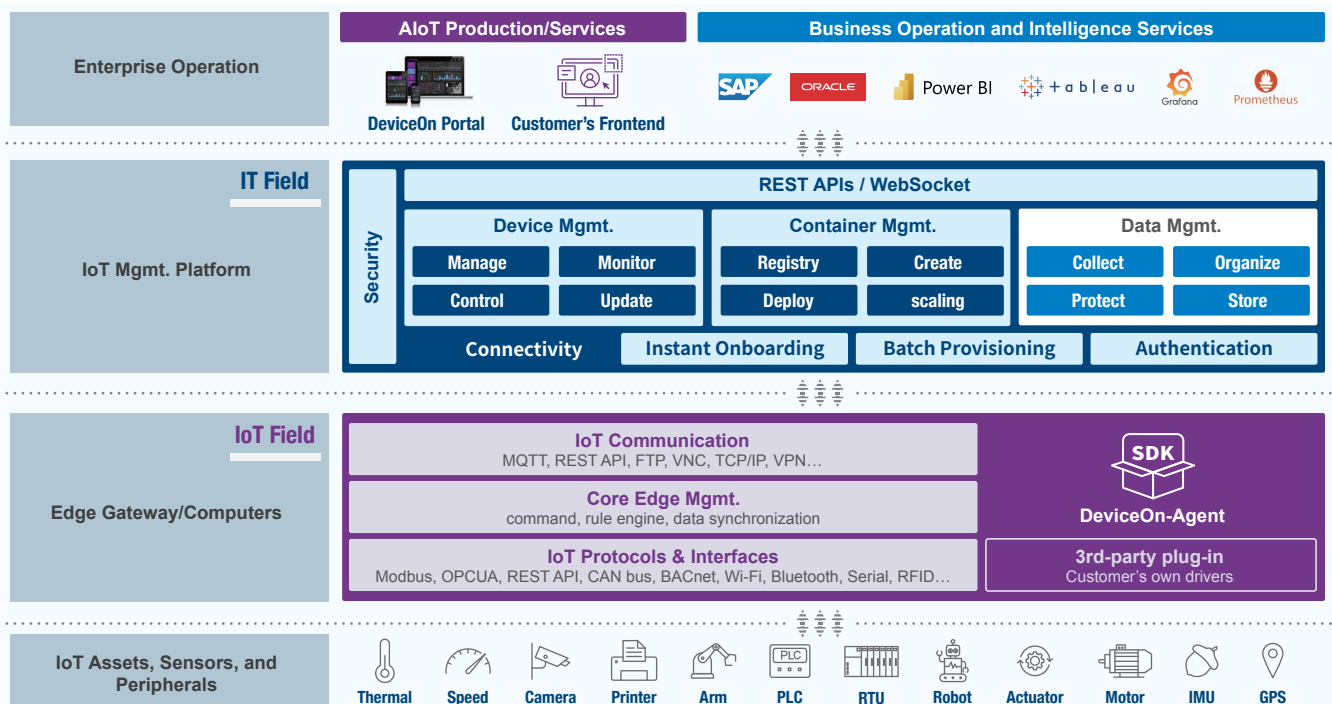 AIoT Production/Services
Business Operation and Intelligence Services
Enterprise Operation
SAP
ORACLE
Power BI
+ableau
Grafana
Prometheus
DeviceOn Portal
Customer's Frontend
IT Field
IoT Mgmt. Platform
Security
REST APIs / WebSocket
Device Mgmt.
Manage
Monitor
Control
Update
Container Mgmt.
Registry
Create
Deploy
scaling
Data Mgmt.
Collect
Organize
Protect
Store
Connectivity
Instant Onboarding
Batch Provisioning
Authentication
IoT Field
Edge Gateway/Computers
IoT Communication
MQTT, REST API, FTP, VNC, TCP/IP, VPN…
Core Edge Mgmt.
command, rule engine, data synchronization
IoT Protocols & Interfaces
Modbus, OPCUA, REST API, CAN bus, BACnet, Wi-Fi, Bluetooth, Serial, RFID…
SDK
DeviceOn-Agent
3rd-party plug-in
Customer's own drivers
IoT Assets, Sensors, and
Peripherals
PLC
Thermal
Speed
Camera
Printer
Arm
PLC
RTU
Robot
Actuator
Motor
IMU
GPS